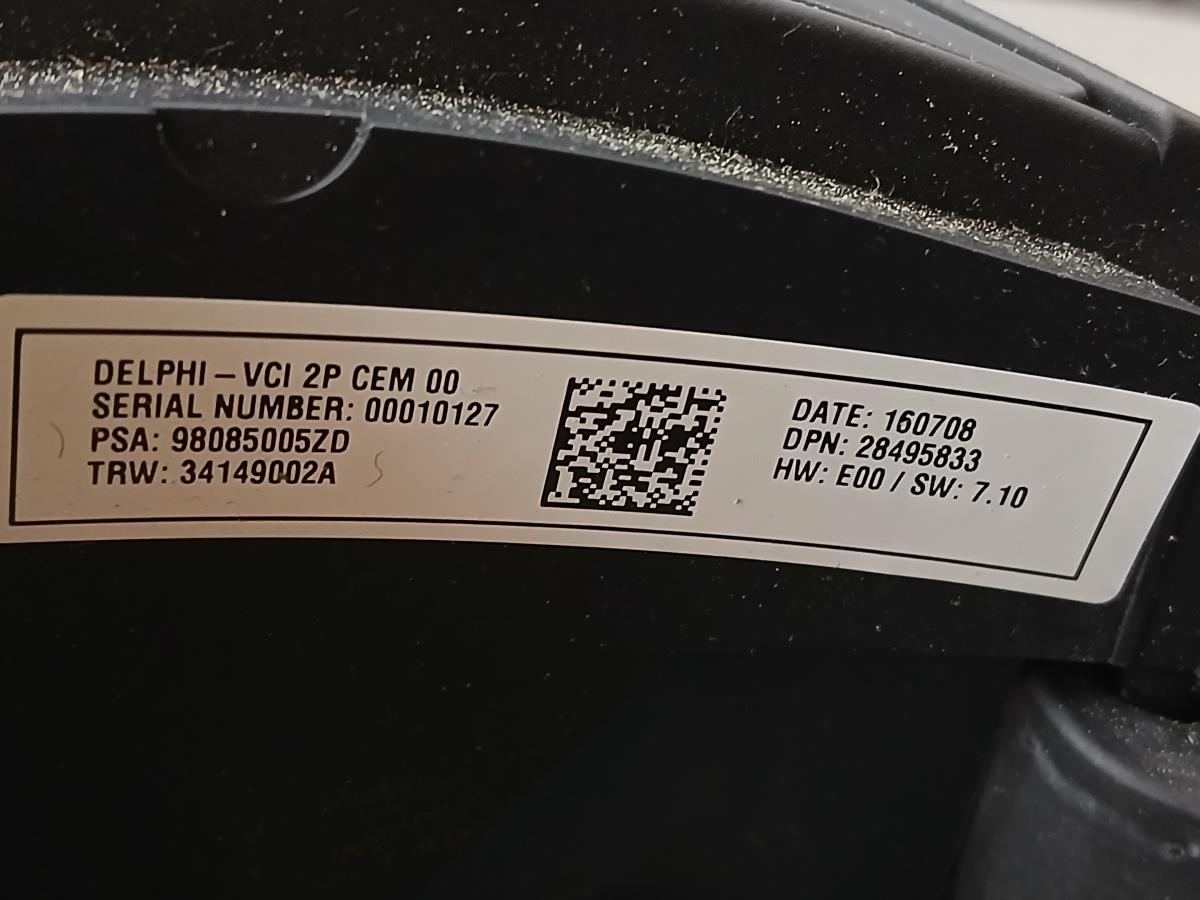 DELPHI – VCI 2P CEM 00
SERIAL NUMBER: 00010127
PSA: 98085005ZD
TRW: 34149002A
DATE: 160708
DPN: 28495833
HW: E00 / SW: 7.10